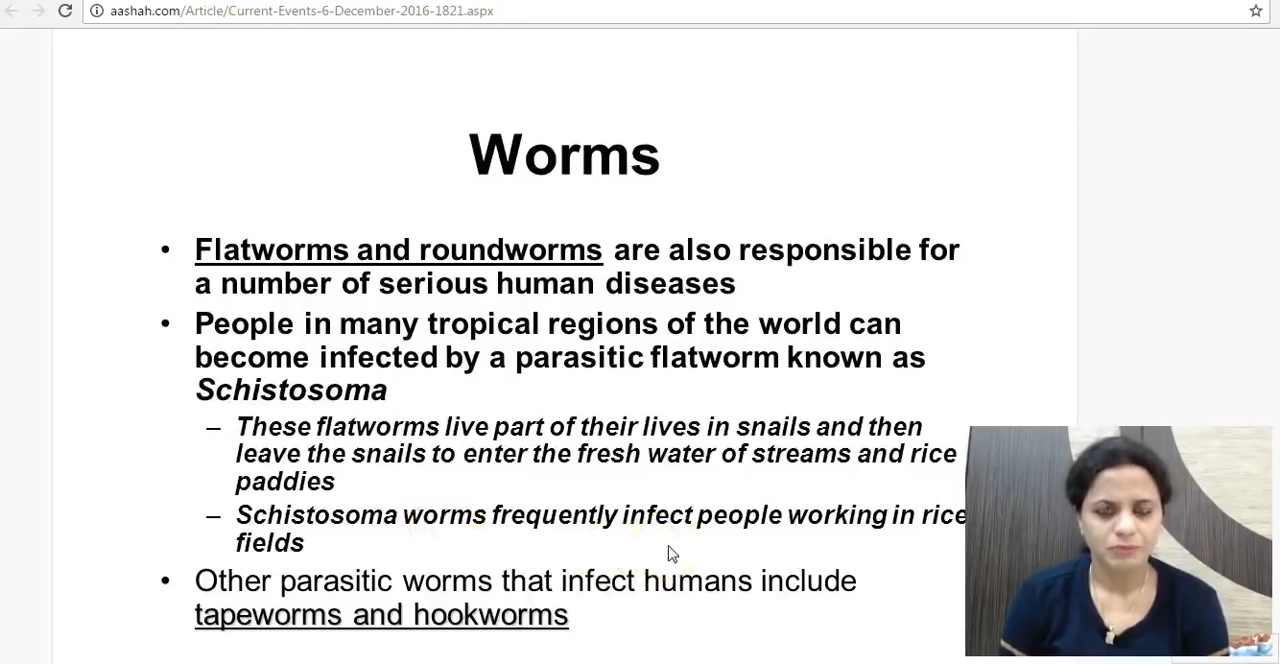 aashah.com/Article/Current-Events-6-December-2016-1821.aspx
Worms
• Flatworms and roundworms are also responsible for
a number of serious human diseases
• People in many tropical regions of the world can
become infected by a parasitic flatworm known as
Schistosoma
– These flatworms live part of their lives in snails and then
leave the snails to enter the fresh water of streams and rice
paddies
– Schistosoma worms frequently infect people working in rice
fields
• Other parasitic worms that infect humans include
tapeworms and hookworms